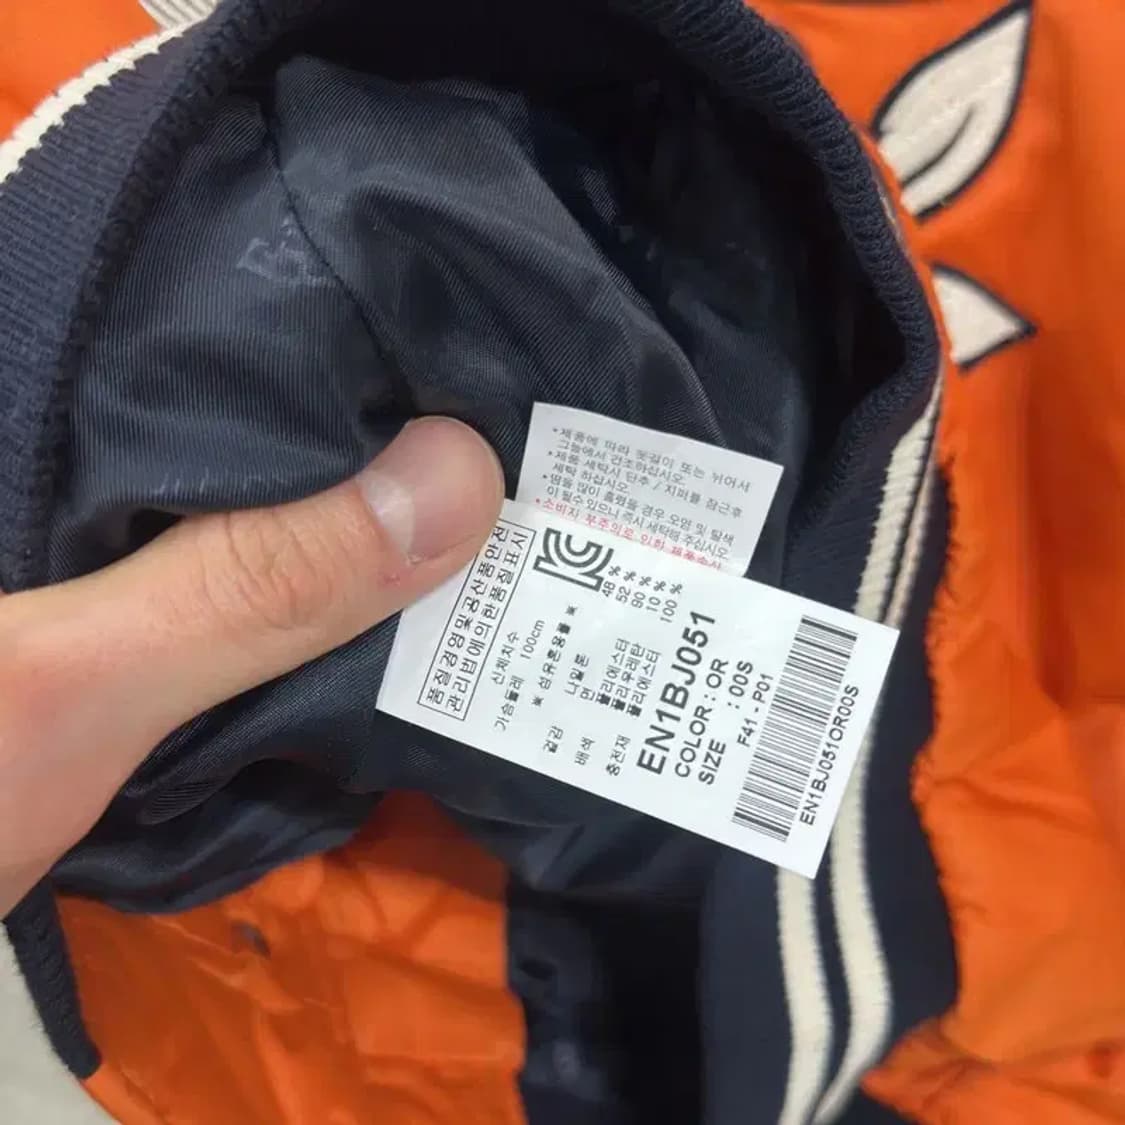 *제품에 따라 옷걸이 또는 뉘어서
그늘에서 건조하십시오.
*제품 세탁시 단추 / 지퍼를 잠근후
세탁 하십시오.
*땀을 많이 흘렸을 경우 오염 및 탈색
이 될수 있으니 즉시 세탁해 주십시오.
*소비자 부주의로 인한 제품손상
품질경영및공산품안전
관리법에의한품질표시
신체치수
가슴둘레 100cm
※ 섬유혼용률 ※
겉감 나일론 48 %
면 52 %
배색 폴리에스터 90 %
폴리우레탄 10 %
충전재 폴리에스터 100 %
EN1BJ051
COLOR : OR
SIZE : 00S
F41 - P01
EN1BJ051OR00S